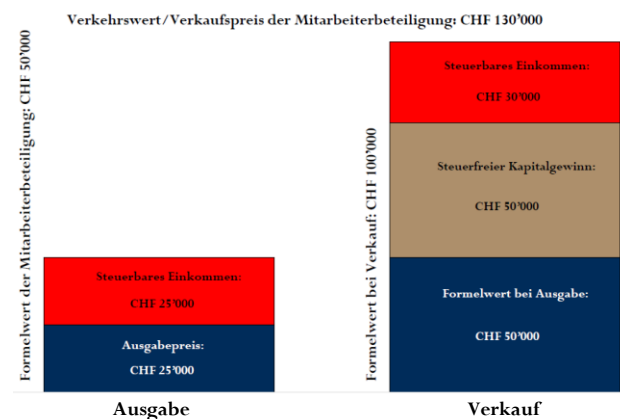 Verkehrswert/Verkaufspreis der Mitarbeiterbeteiligung: CHF 130’000
Formelwert der Mitarbeiterbeteiligung: CHF 50’000
Steuerbares Einkommen:
CHF 25’000
Ausgabepreis:
CHF 25’000
Ausgabe
Formelwert bei Verkauf: CHF 100’000
Steuerbares Einkommen:
CHF 30’000
Steuerfreier Kapitalgewinn:
CHF 50’000
Formelwert bei Ausgabe:
CHF 50’000
Verkauf